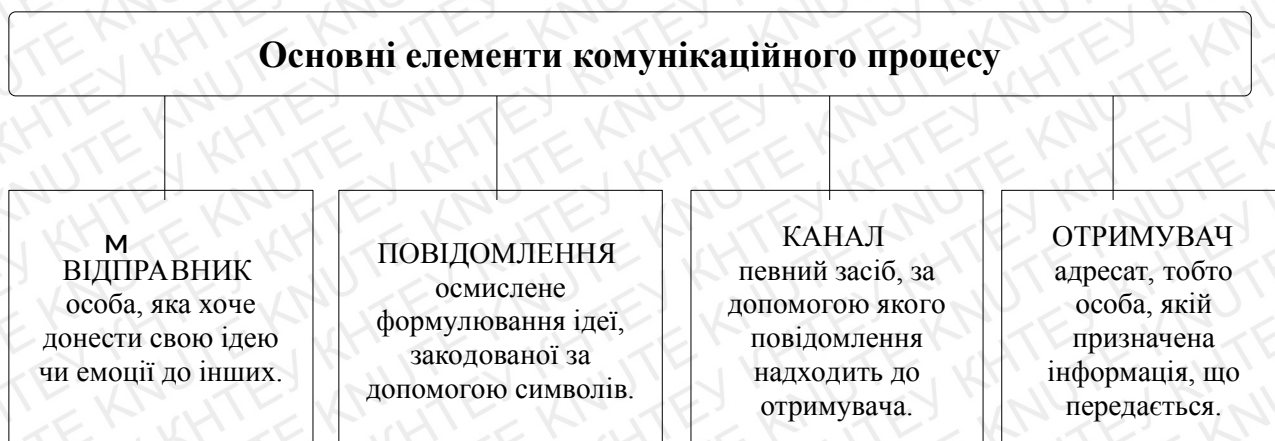 Основні елементи комунікаційного процесу
м
ВІДПРАВНИК
особа, яка хоче
донести свою ідею
чи емоції до інших.
ПОВІДОМЛЕННЯ
осмислене
формулювання ідеї,
закодованої за
допомогою символів.
КАНАЛ
певний засіб, за
допомогою якого
повідомлення
надходить до
отримувача.
ОТРИМУВАЧ
адресат, тобто
особа, якій
призначена
інформація, що
передається.